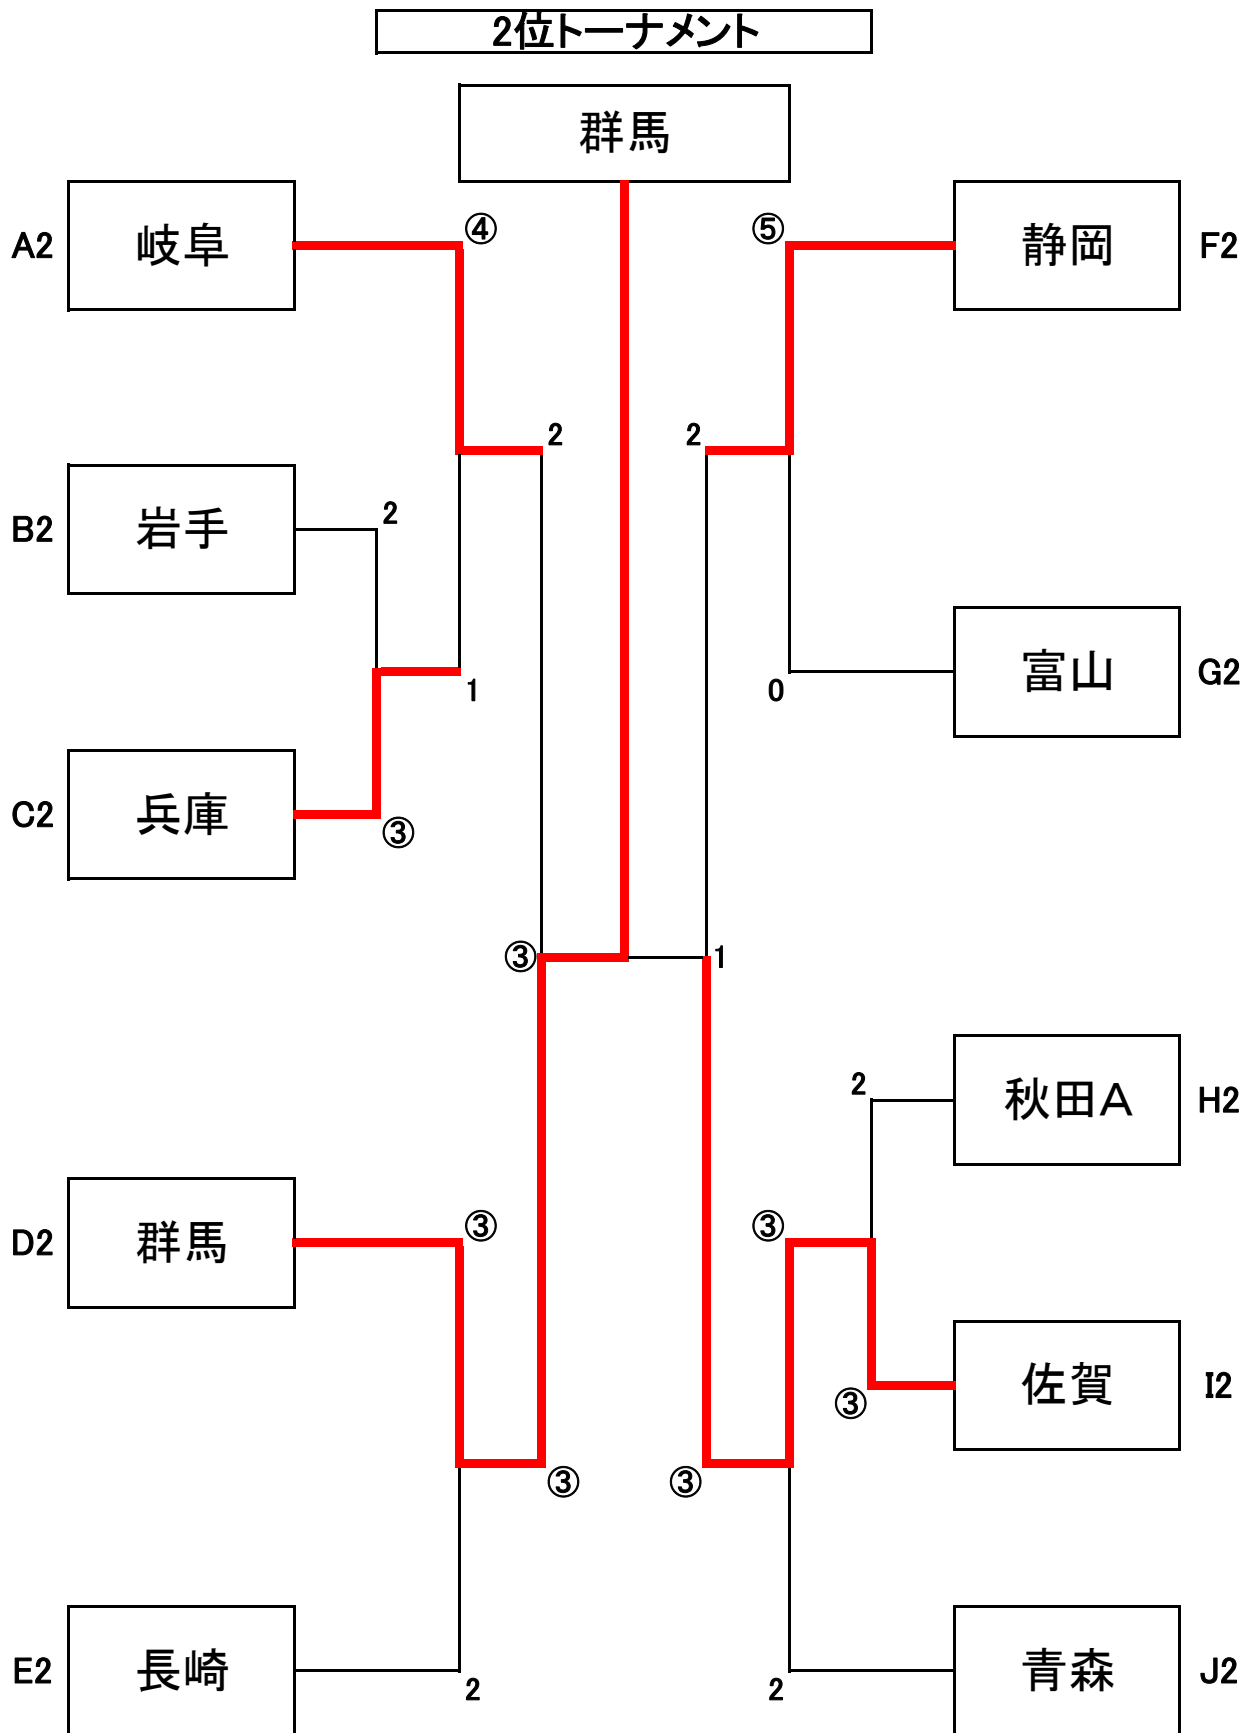 2位トーナメント
群馬
A2 岐阜 ④ ⑤ 静岡 F2
2 2
B2 岩手 2
1 0 富山 G2
C2 兵庫 ③
③ 1
2 秋田A H2
D2 群馬 ③ ③
③ 佐賀 I2
③ ③
E2 長崎 2 2 青森 J2